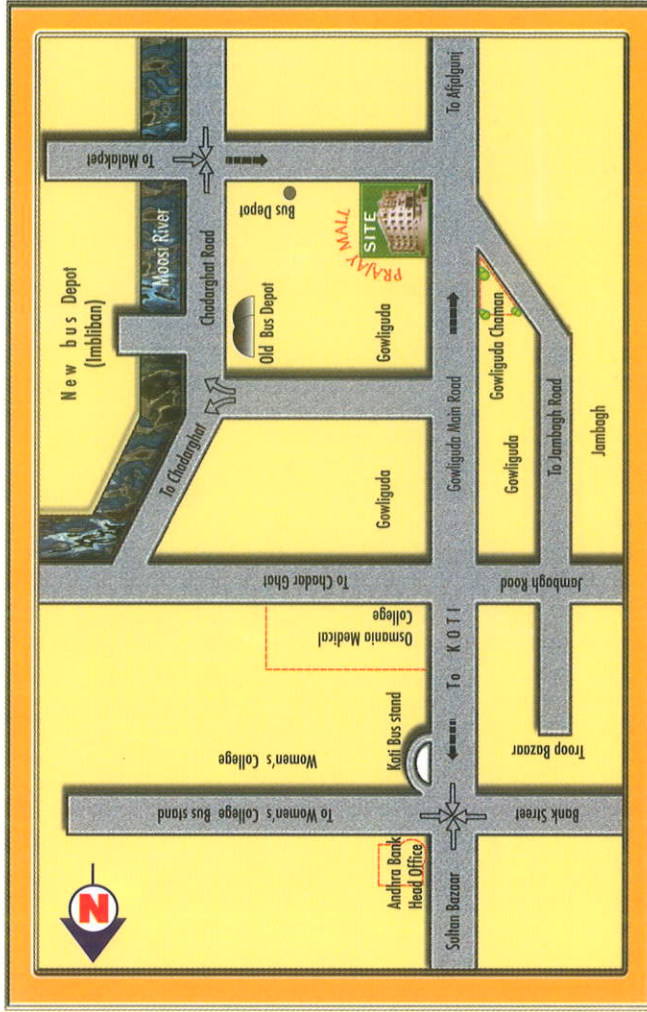 New bus Depot
(Imbliban)
Moosi River
To Malakpet
Chadarghat Road
To Chadarghat
Bus Depot
Old Bus Depot
PRAJAY MALL
SITE
Gowliguda
Gowliguda
To Chadar Ghat
Osmania Medical
College
Women's College
Koti Bus stand
To Women's College Bus stand
Andhra Bank
Head Office
Sultan Bazaar
To KOTI
Gowliguda Main Road
To Afjalgunj
Gowliguda Chaman
Gowliguda
To Jambagh Road
Jambagh
Jambagh Road
Troop Bazaar
Bank Street
N